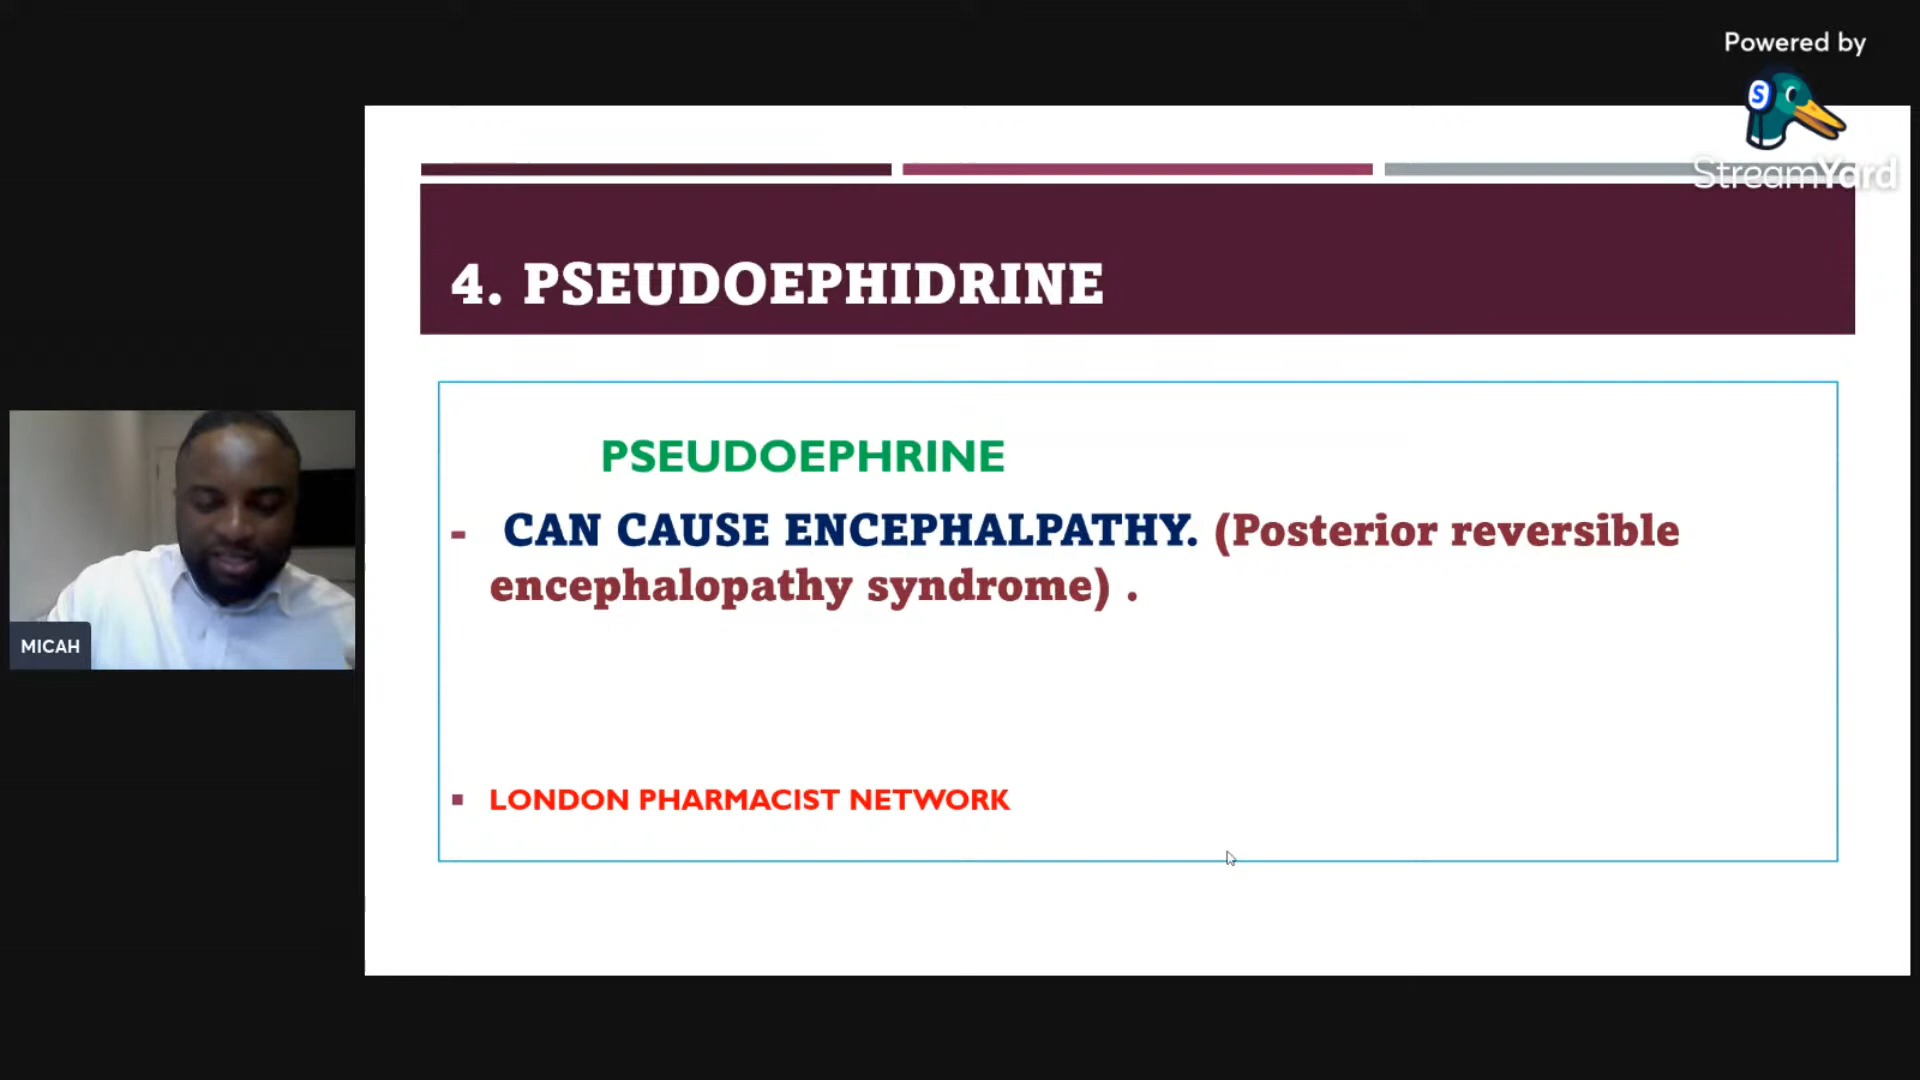 Powered by
S
StreamYard
4. PSEUDOEPHIDRINE
PSEUDOEPHRINE
- CAN CAUSE ENCEPHALPATHY. (Posterior reversible
encephalopathy syndrome) .
MICAH
▪ LONDON PHARMACIST NETWORK